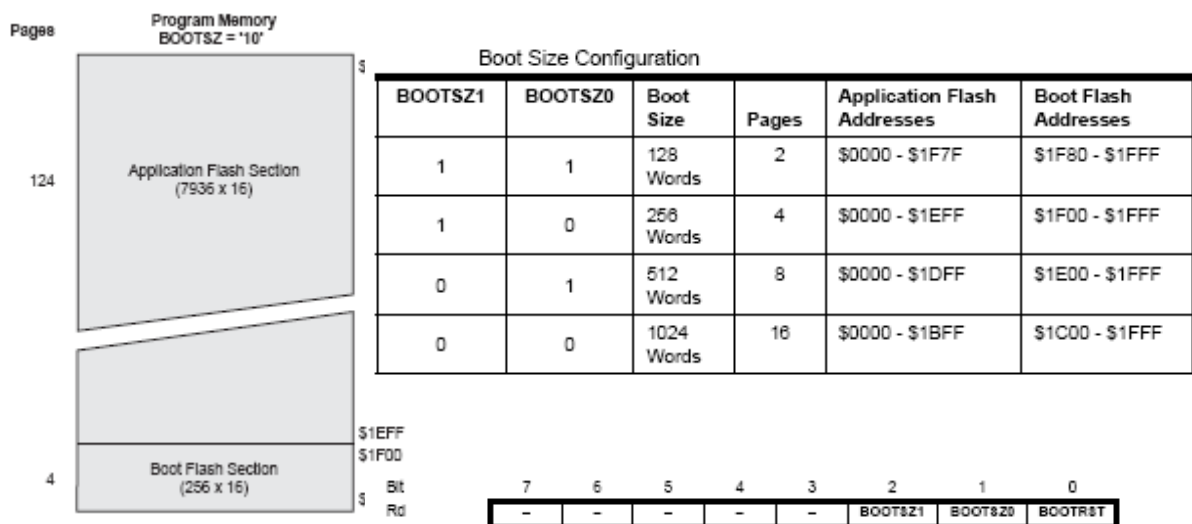 Pages
Program Memory
BOOTSZ = '10'
$
124
Application Flash Section
(7936 x 16)
$1EFF
$1F00
4
Boot Flash Section
(256 x 16)
$
Boot Size Configuration
BOOTSZ1 BOOTSZ0 Boot Size Pages Application Flash Addresses Boot Flash Addresses
1 1 128 Words 2 $0000 - $1F7F $1F80 - $1FFF
1 0 256 Words 4 $0000 - $1EFF $1F00 - $1FFF
0 1 512 Words 8 $0000 - $1DFF $1E00 - $1FFF
0 0 1024 Words 16 $0000 - $1BFF $1C00 - $1FFF
Bit 7 6 5 4 3 2 1 0
Rd – – – – – BOOTSZ1 BOOTSZ0 BOOTRST